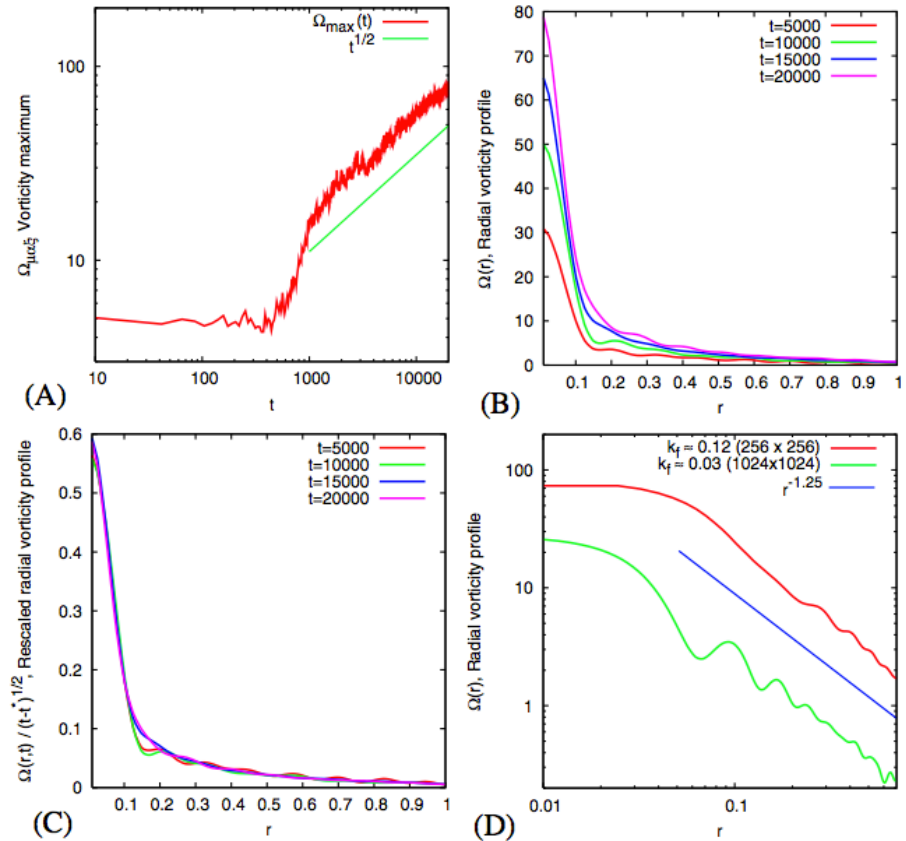 Ω_max(t)
t^1/2
100
10
Ω_μαξ Vorticity maximum
10
100
1000
10000
t
(A)
t=5000
t=10000
t=15000
t=20000
80
70
60
50
40
30
20
10
0
Ω(r), Radial vorticity profile
0.1
0.2
0.3
0.4
0.5
0.6
0.7
0.8
0.9
1
r
(B)
t=5000
t=10000
t=15000
t=20000
0.6
0.5
0.4
0.3
0.2
0.1
0
Ω(r,t) / (t-t*)^1/2, Rescaled radial vorticity profile
0.1
0.2
0.3
0.4
0.5
0.6
0.7
0.8
0.9
1
r
(C)
k_f = 0.12 (256 x 256)
k_f = 0.03 (1024x1024)
r^-1.25
100
10
1
Ω(r), Radial vorticity profile
0.01
0.1
r
(D)